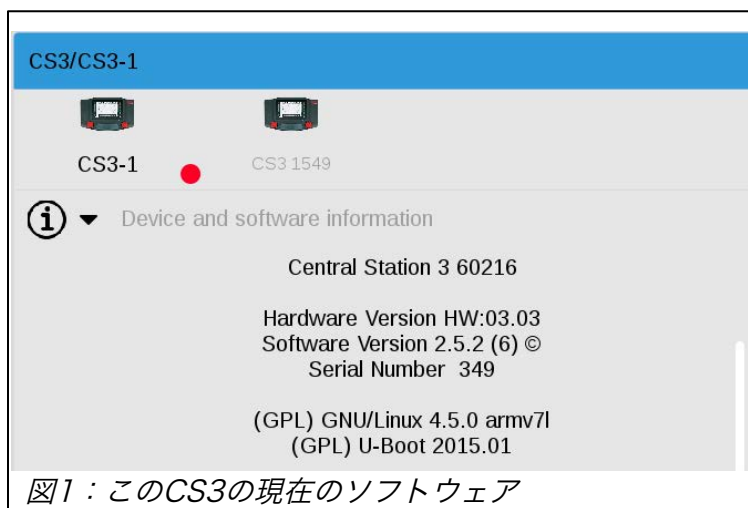 CS3/CS3-1
CS3-1
CS3 1549
Device and software information
Central Station 3 60216
Hardware Version HW:03.03
Software Version 2.5.2 (6) ©
Serial Number 349
(GPL) GNU/Linux 4.5.0 armv7l
(GPL) U-Boot 2015.01
図1：このCS3の現在のソフトウェア